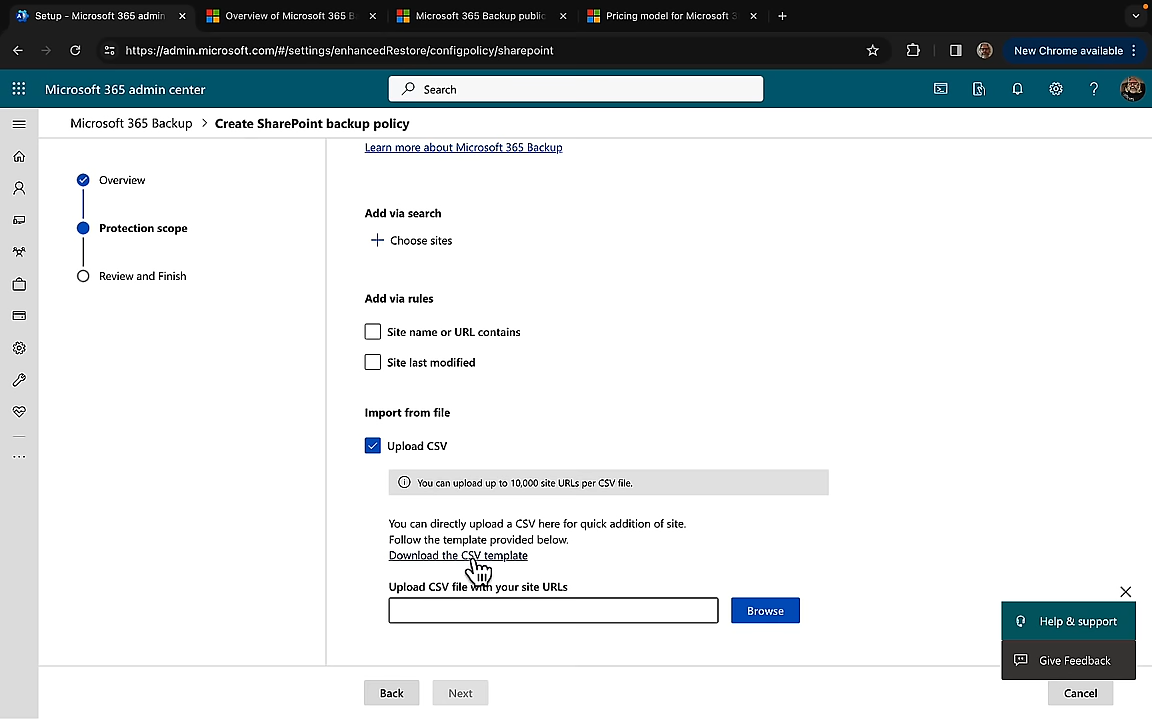 Setup - Microsoft 365 admin
Overview of Microsoft 365 B
Microsoft 365 Backup public
Pricing model for Microsoft 3
https://admin.microsoft.com/#/settings/enhancedRestore/configpolicy/sharepoint
New Chrome available
Microsoft 365 admin center
Search
Microsoft 365 Backup > Create SharePoint backup policy
Learn more about Microsoft 365 Backup
Overview
Protection scope
Review and Finish
Add via search
Choose sites
Add via rules
Site name or URL contains
Site last modified
Import from file
Upload CSV
You can upload up to 10,000 site URLs per CSV file.
You can directly upload a CSV here for quick addition of site.
Follow the template provided below.
Download the CSV template
Upload CSV file with your site URLs
Browse
Help & support
Give Feedback
Back
Next
Cancel